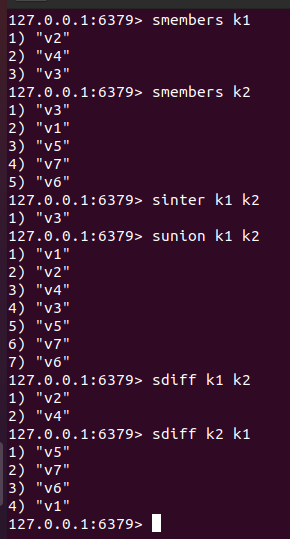 127.0.0.1:6379> smembers k1
1) "v2"
2) "v4"
3) "v3"
127.0.0.1:6379> smembers k2
1) "v3"
2) "v1"
3) "v5"
4) "v7"
5) "v6"
127.0.0.1:6379> sinter k1 k2
1) "v3"
127.0.0.1:6379> sunion k1 k2
1) "v1"
2) "v2"
3) "v4"
4) "v3"
5) "v5"
6) "v7"
7) "v6"
127.0.0.1:6379> sdiff k1 k2
1) "v2"
2) "v4"
127.0.0.1:6379> sdiff k2 k1
1) "v5"
2) "v7"
3) "v6"
4) "v1"
127.0.0.1:6379>